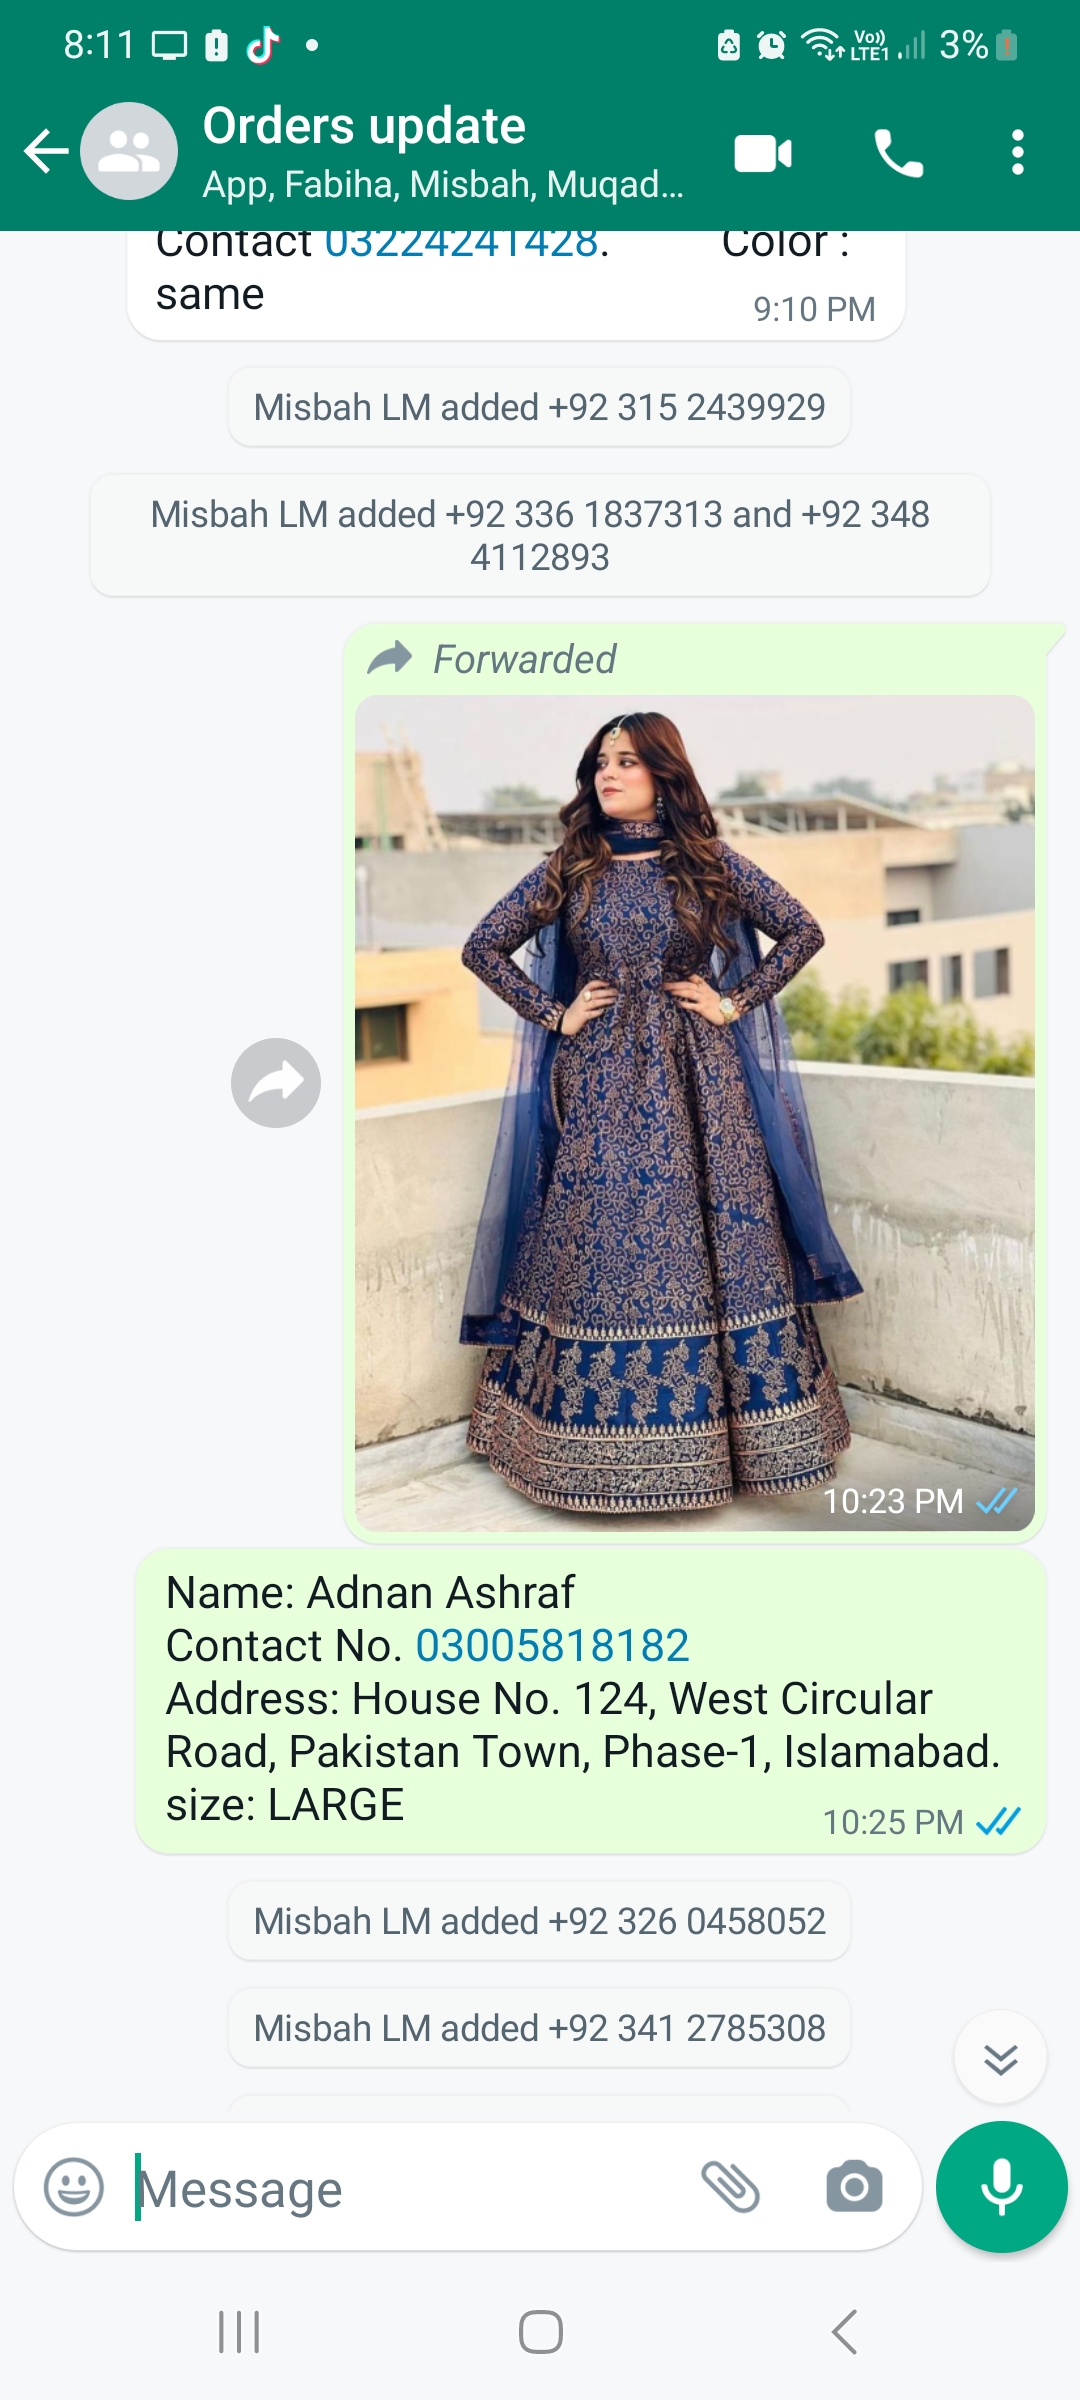 8:11
Vo))
LTE1
3%
Orders update
App, Fabiha, Misbah, Muqad...
Contact 03224241428. Color :
same
9:10 PM
Misbah LM added +92 315 2439929
Misbah LM added +92 336 1837313 and +92 348
4112893
Forwarded
10:23 PM
Name: Adnan Ashraf
Contact No. 03005818182
Address: House No. 124, West Circular
Road, Pakistan Town, Phase-1, Islamabad.
size: LARGE
10:25 PM
Misbah LM added +92 326 0458052
Misbah LM added +92 341 2785308
Message